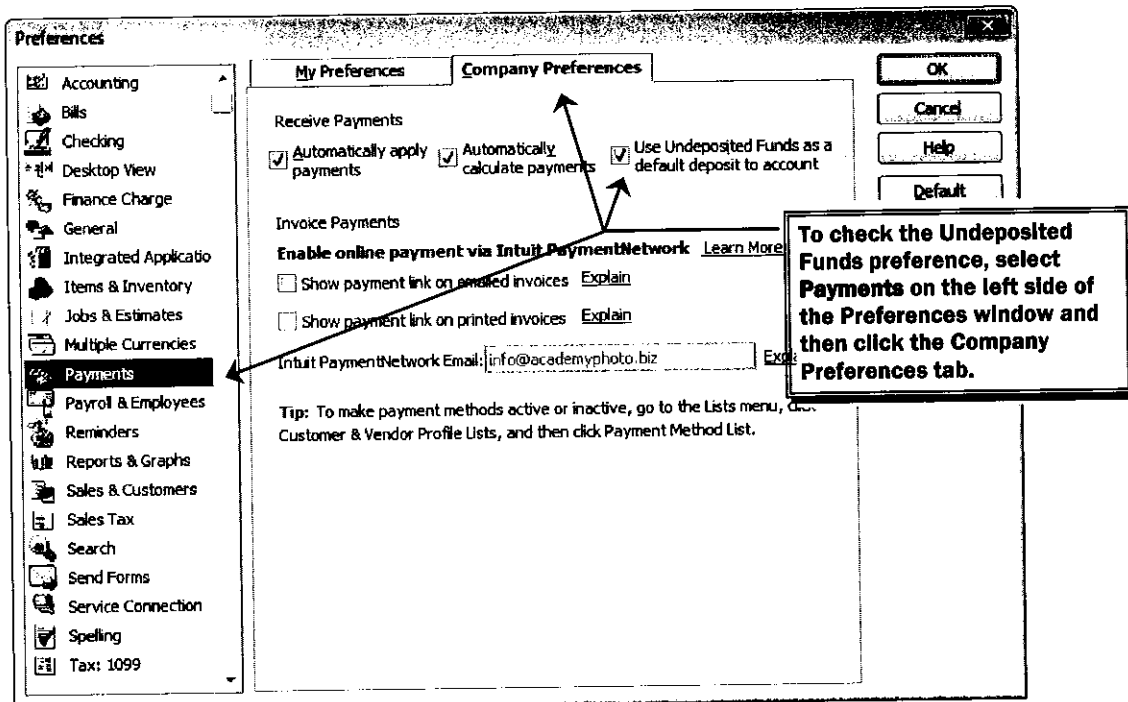 Preferences
Accounting
Bills
Checking
Desktop View
Finance Charge
General
Integrated Applicatio
Items & Inventory
Jobs & Estimates
Multiple Currencies
Payments
Payroll & Employees
Reminders
Reports & Graphs
Sales & Customers
Sales Tax
Search
Send Forms
Service Connection
Spelling
Tax: 1099
My Preferences
Company Preferences
Receive Payments
Automatically apply
payments
Automatically
calculate payments
Use Undeposited Funds as a
default deposit to account
Invoice Payments
Enable online payment via Intuit PaymentNetwork Learn More
Show payment link on emailed invoices Explain
Show payment link on printed invoices Explain
Intuit PaymentNetwork Email: info@academyphoto.biz
Tip: To make payment methods active or inactive, go to the Lists menu,
Customer & Vendor Profile Lists, and then click Payment Method List.
OK
Cancel
Help
Default
To check the Undeposited
Funds preference, select
Payments on the left side of
the Preferences window and
then click the Company
Preferences tab.